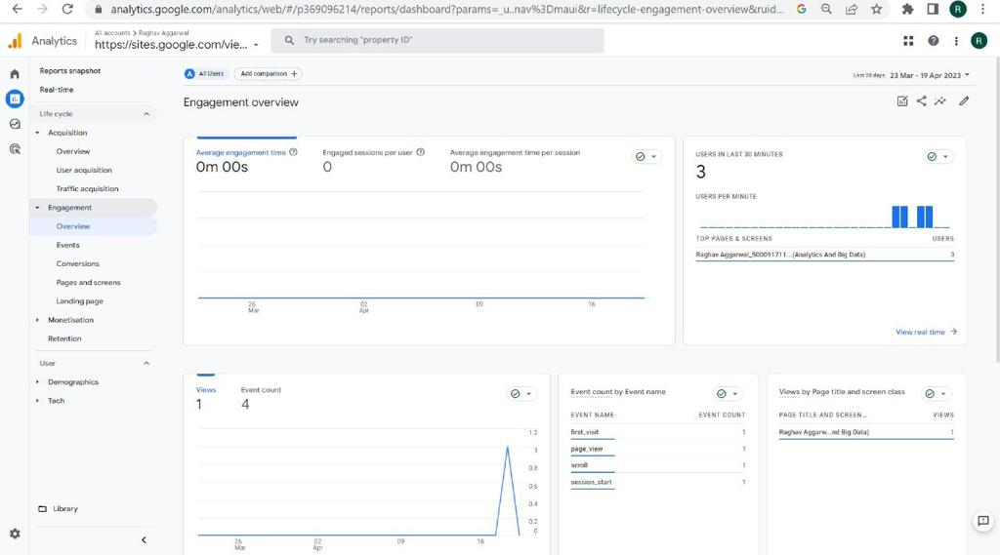 analytics.google.com/analytics/web/#/p369096214/reports/dashboard?params=_u..nav%3Dmaui&r=lifecycle-engagement-overview&ruid...
R
Analytics
All accounts > Raghav Aggarwal
https://sites.google.com/vie...
Try searching "property ID"
R
Reports snapshot
Real-time
Life cycle
Acquisition
Overview
User acquisition
Traffic acquisition
Engagement
Overview
Events
Conversions
Pages and screens
Landing page
Monetisation
Retention
User
Demographics
Tech
Library
A All Users
Add comparison +
Last 28 days 23 Mar - 19 Apr 2023
Engagement overview
Average engagement time
0m 00s
Engaged sessions per user
0
Average engagement time per session
0m 00s
26 Mar
02 Apr
09
16
USERS IN LAST 30 MINUTES
3
USERS PER MINUTE
TOP PAGES & SCREENS USERS
Raghav Aggarwal_500091711...(Analytics And Big Data) 3
View real time
Views
1
Event count
4
1.2
1
0.8
0.6
0.4
0.2
0
26 Mar
02 Apr
09
16
Event count by Event name
EVENT NAME EVENT COUNT
first_visit 1
page_view 1
scroll 1
session_start 1
Views by Page title and screen class
PAGE TITLE AND SCREEN... VIEWS
Raghav Aggarw...nd Big Data) 1